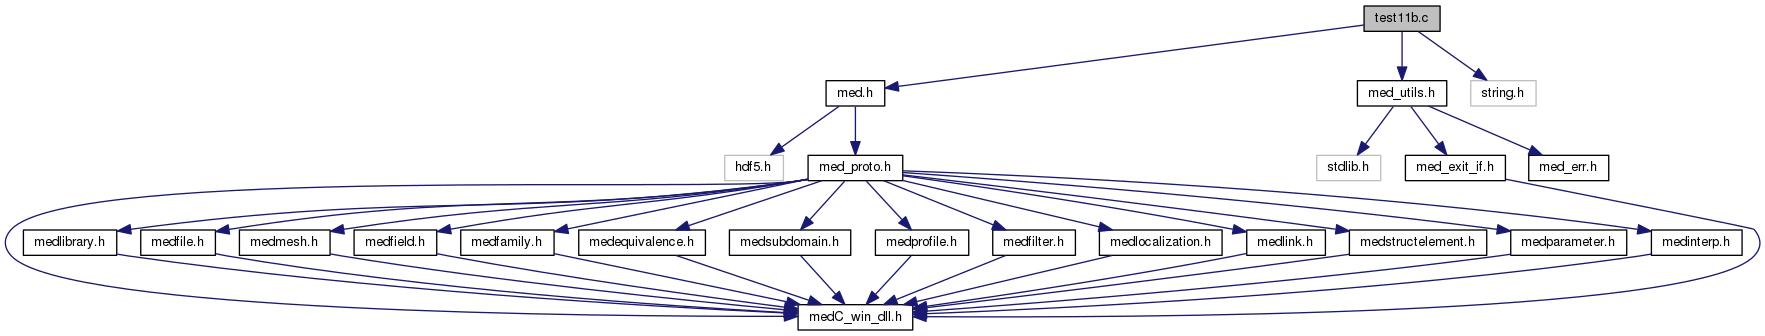 test11b.c
med.h
med_utils.h
string.h
hdf5.h
med_proto.h
stdlib.h
med_exit_if.h
med_err.h
medlibrary.h
medfile.h
medmesh.h
medfield.h
medfamily.h
medequivalence.h
medsubdomain.h
medprofile.h
medfilter.h
medlocalization.h
medlink.h
medstructelement.h
medparameter.h
medinterp.h
medC_win_dll.h